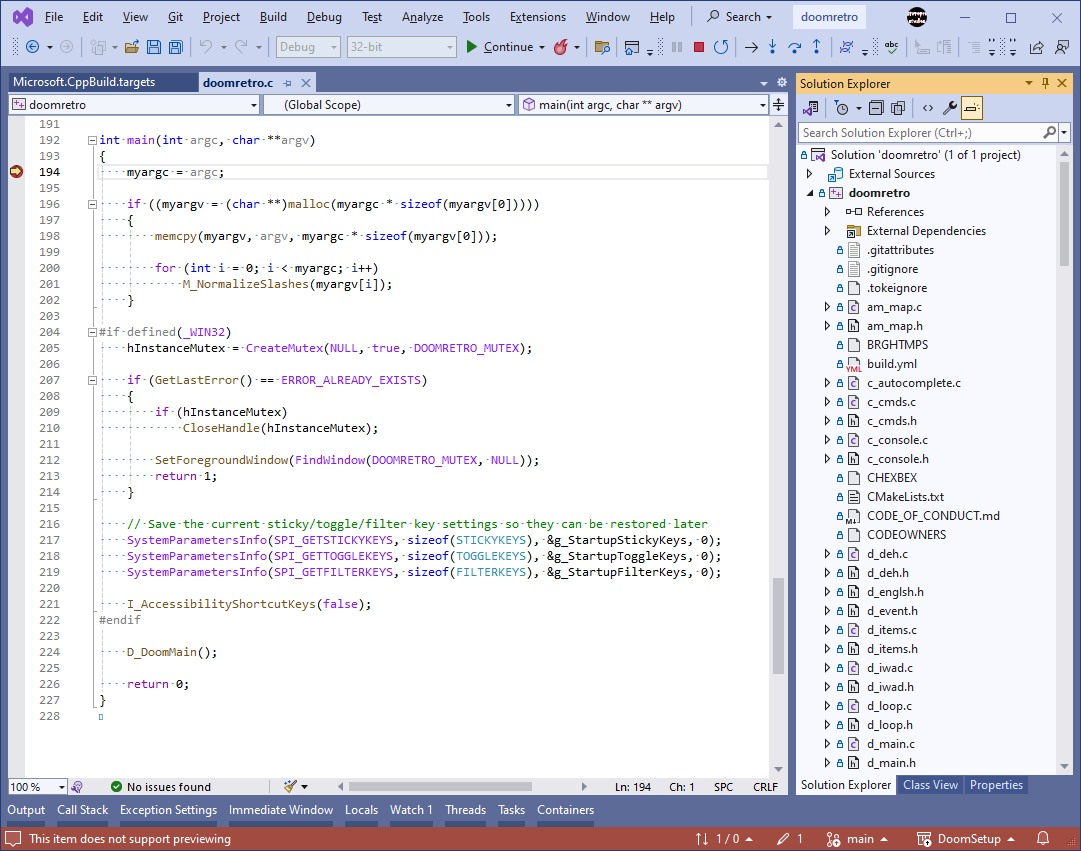 File Edit View Git Project Build Debug Test Analyze Tools Extensions Window Help Search doomretro
Debug 32-bit Continue
Microsoft.CppBuild.targets doomretro.c
doomretro (Global Scope) main(int argc, char ** argv)
191
192 int main(int argc, char **argv)
193 {
194 myargc = argc;
195
196 if ((myargv = (char **)malloc(myargc * sizeof(myargv[0]))))
197 {
198 memcpy(myargv, argv, myargc * sizeof(myargv[0]));
199
200 for (int i = 0; i < myargc; i++)
201 M_NormalizeSlashes(myargv[i]);
202 }
203
204 #if defined(_WIN32)
205 hInstanceMutex = CreateMutex(NULL, true, DOOMRETRO_MUTEX);
206
207 if (GetLastError() == ERROR_ALREADY_EXISTS)
208 {
209 if (hInstanceMutex)
210 CloseHandle(hInstanceMutex);
211
212 SetForegroundWindow(FindWindow(DOOMRETRO_MUTEX, NULL));
213 return 1;
214 }
215
216 // Save the current sticky/toggle/filter key settings so they can be restored later
217 SystemParametersInfo(SPI_GETSTICKYKEYS, sizeof(STICKYKEYS), &g_StartupStickyKeys, 0);
218 SystemParametersInfo(SPI_GETTOGGLEKEYS, sizeof(TOGGLEKEYS), &g_StartupToggleKeys, 0);
219 SystemParametersInfo(SPI_GETFILTERKEYS, sizeof(FILTERKEYS), &g_StartupFilterKeys, 0);
220
221 I_AccessibilityShortcutKeys(false);
222 #endif
223
224 D_DoomMain();
225
226 return 0;
227 }
228
100 % No issues found Ln: 194 Ch: 1 SPC CRLF
Solution Explorer
Search Solution Explorer (Ctrl+;)
Solution 'doomretro' (1 of 1 project)
External Sources
doomretro
References
External Dependencies
.gitattributes
.gitignore
.tokeignore
am_map.c
am_map.h
BRGHTMPS
build.yml
c_autocomplete.c
c_cmds.c
c_cmds.h
c_console.c
c_console.h
CHEXBEX
CMakeLists.txt
CODE_OF_CONDUCT.md
CODEOWNERS
d_deh.c
d_deh.h
d_englsh.h
d_event.h
d_items.c
d_items.h
d_iwad.c
d_iwad.h
d_loop.c
d_loop.h
d_main.c
d_main.h
Solution Explorer Class View Properties
Output Call Stack Exception Settings Immediate Window Locals Watch 1 Threads Tasks Containers
This item does not support previewing 1 / 0 1 main DoomSetup